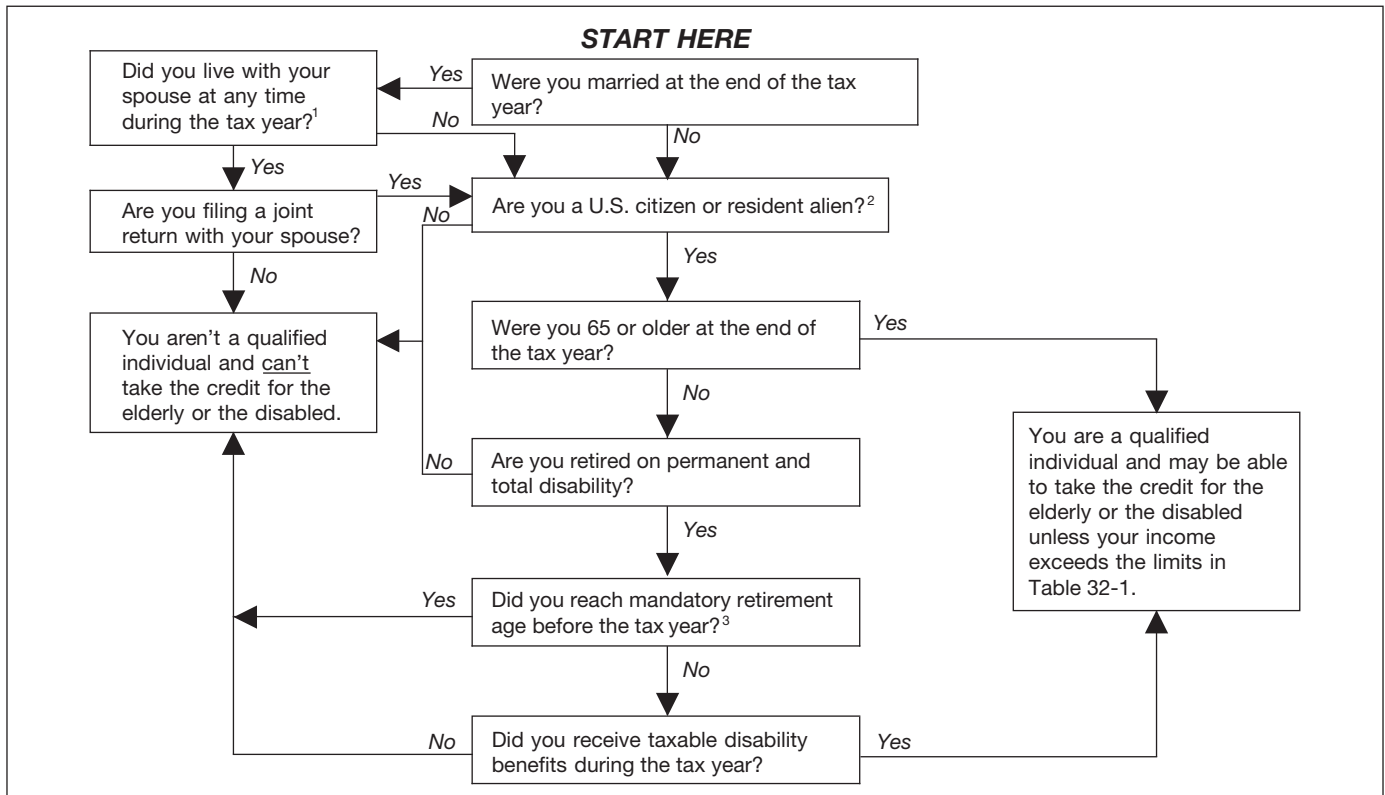 START HERE
Did you live with your
spouse at any time
during the tax year?1
Yes
Were you married at the end of the tax
year?
No
No
Yes
Are you filing a joint
return with your spouse?
Yes
Are you a U.S. citizen or resident alien?2
No
No
Yes
You aren't a qualified
individual and can't
take the credit for the
elderly or the disabled.
Were you 65 or older at the end of
the tax year?
Yes
No
Are you retired on permanent and
total disability?
No
Yes
You are a qualified
individual and may be able
to take the credit for the
elderly or the disabled
unless your income
exceeds the limits in
Table 32-1.
Did you reach mandatory retirement
age before the tax year?3
Yes
No
Did you receive taxable disability
benefits during the tax year?
No
Yes